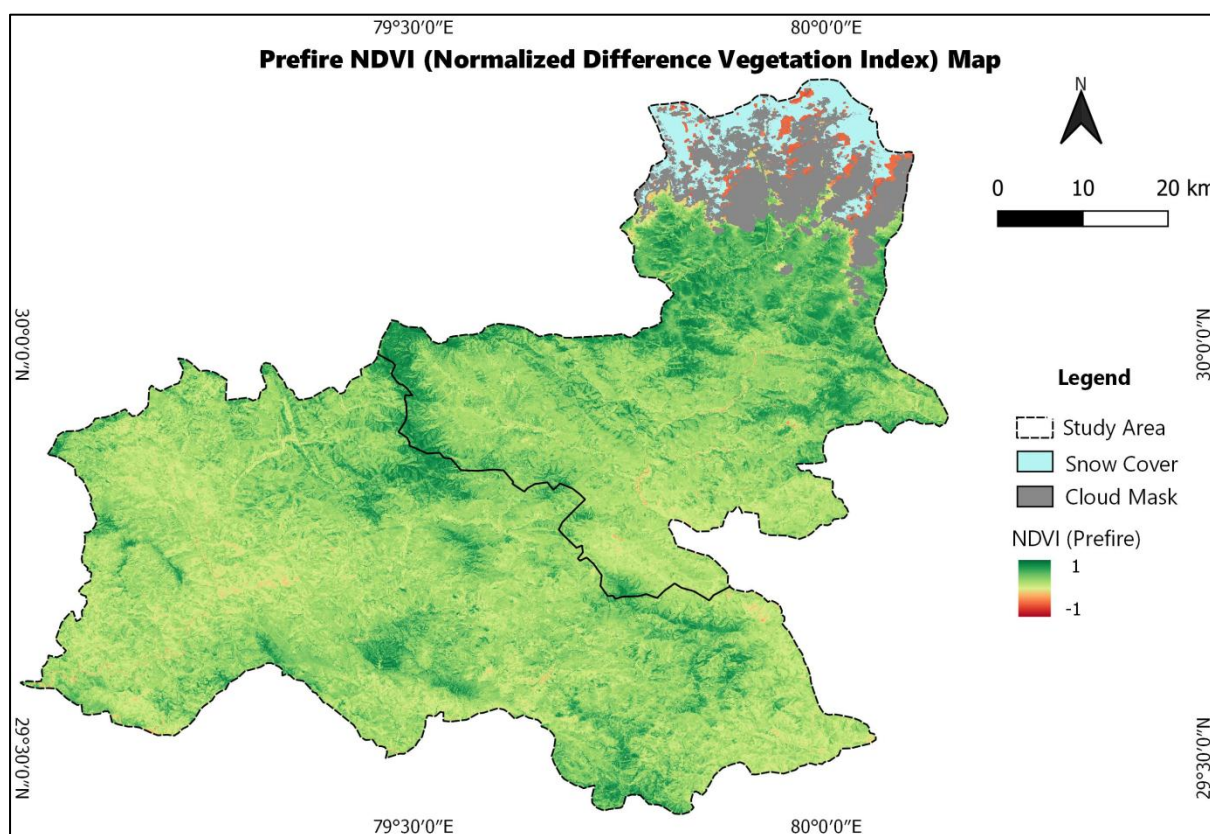 79°30′0″E 80°0′0″E
Prefire NDVI (Normalized Difference Vegetation Index) Map
N
0 10 20 km
30°0′0″N
30°0′0″N
Legend
Study Area
Snow Cover
Cloud Mask
NDVI (Prefire)
1
-1
29°30′0″N
29°30′0″N
79°30′0″E 80°0′0″E